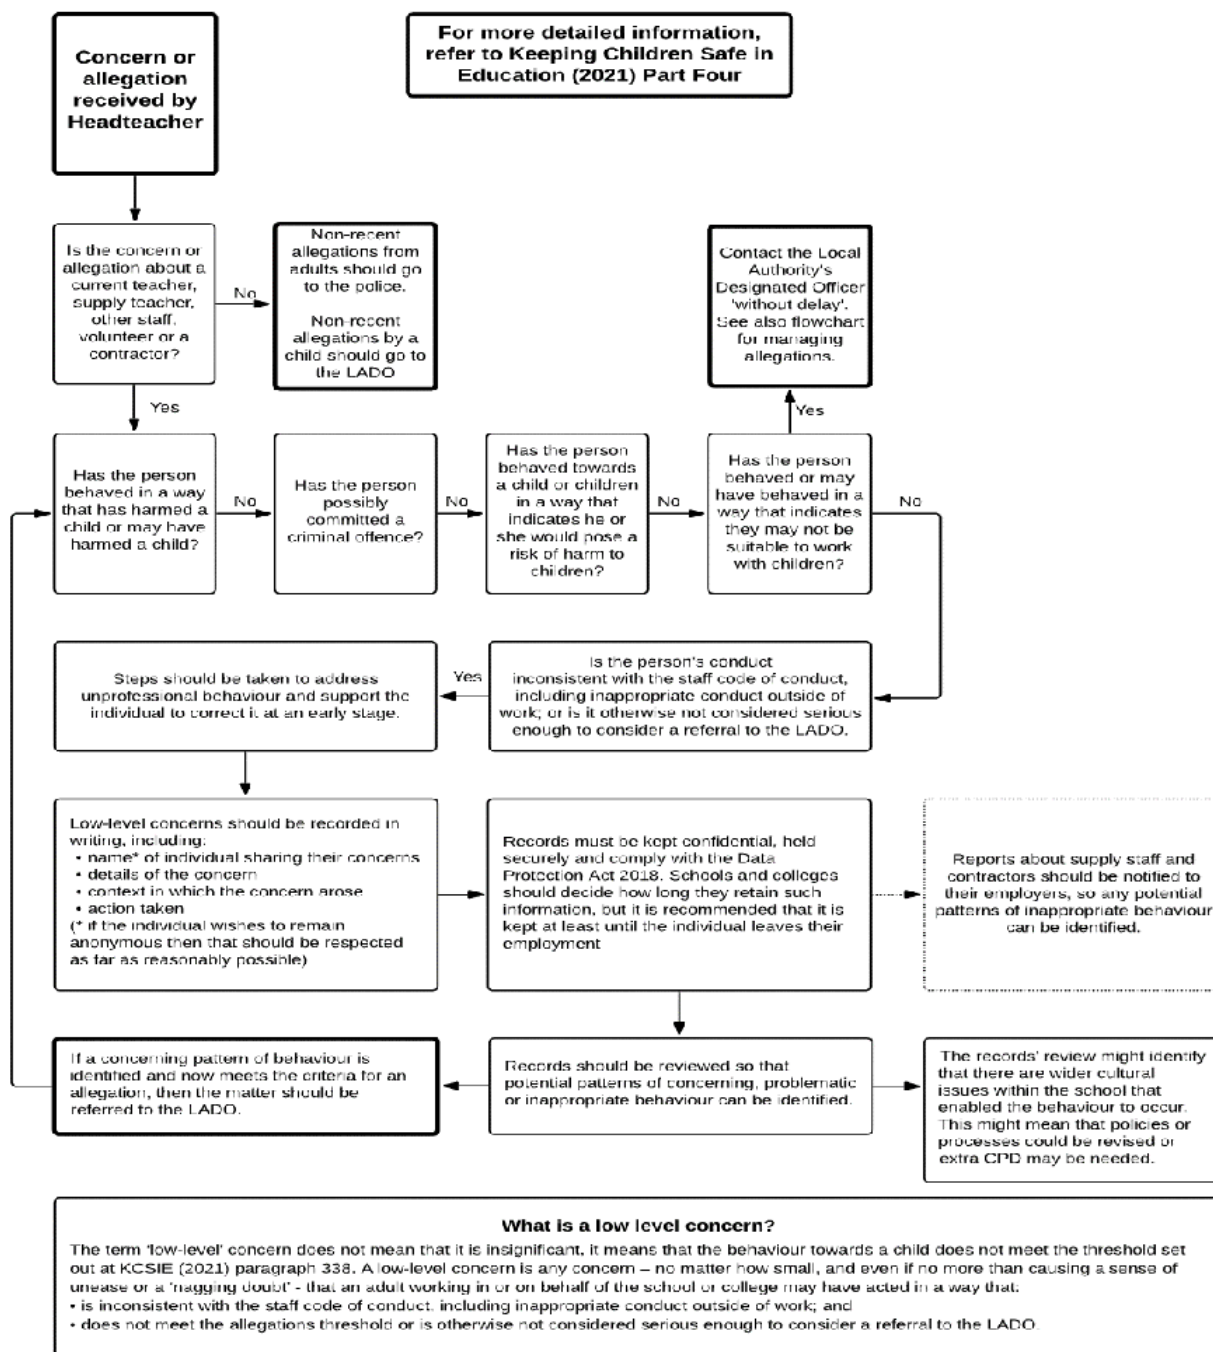 Concern or
allegation
received by
Headteacher
For more detailed information,
refer to Keeping Children Safe in
Education (2021) Part Four
Is the concern or
allegation about a
current teacher,
supply teacher,
other staff,
volunteer or a
contractor?
No
Non-recent
allegations from
adults should go
to the police.
Non-recent
allegations by a
child should go to
the LADO
Contact the Local
Authority's
Designated Officer
'without delay'.
See also flowchart
for managing
allegations.
Yes
Yes
Has the person
behaved in a way
that has harmed a
child or may have
harmed a child?
No
Has the person
possibly
committed a
criminal offence?
No
Has the person
behaved towards
a child or children
in a way that
indicates he or
she would pose a
risk of harm to
children?
No
Has the person
behaved or may
have behaved in a
way that indicates
they may not be
suitable to work
with children?
No
Steps should be taken to address
unprofessional behaviour and support the
individual to correct it at an early stage.
Yes
Is the person's conduct
inconsistent with the staff code of conduct,
including inappropriate conduct outside of
work; or is it otherwise not considered serious
enough to consider a referral to the LADO.
Low-level concerns should be recorded in
writing, including:
• name* of individual sharing their concerns
• details of the concern
• context in which the concern arose
• action taken
(* if the individual wishes to remain
anonymous then that should be respected
as far as reasonably possible)
Records must be kept confidential, held
securely and comply with the Data
Protection Act 2018. Schools and colleges
should decide how long they retain such
information, but it is recommended that it is
kept at least until the individual leaves their
employment
Reports about supply staff and
contractors should be notified to
their employers, so any potential
patterns of inappropriate behaviour
can be identified.
If a concerning pattern of behaviour is
identified and now meets the criteria for an
allegation, then the matter should be
referred to the LADO.
Records should be reviewed so that
potential patterns of concerning, problematic
or inappropriate behaviour can be identified.
The records' review might identify
that there are wider cultural
issues within the school that
enabled the behaviour to occur.
This might mean that policies or
processes could be revised or
extra CPD may be needed.
What is a low level concern?
The term 'low-level' concern does not mean that it is insignificant, it means that the behaviour towards a child does not meet the threshold set
out at KCSIE (2021) paragraph 338. A low-level concern is any concern – no matter how small, and even if no more than causing a sense of
unease or a 'nagging doubt' - that an adult working in or on behalf of the school or college may have acted in a way that:
• is inconsistent with the staff code of conduct, including inappropriate conduct outside of work; and
• does not meet the allegations threshold or is otherwise not considered serious enough to consider a referral to the LADO.